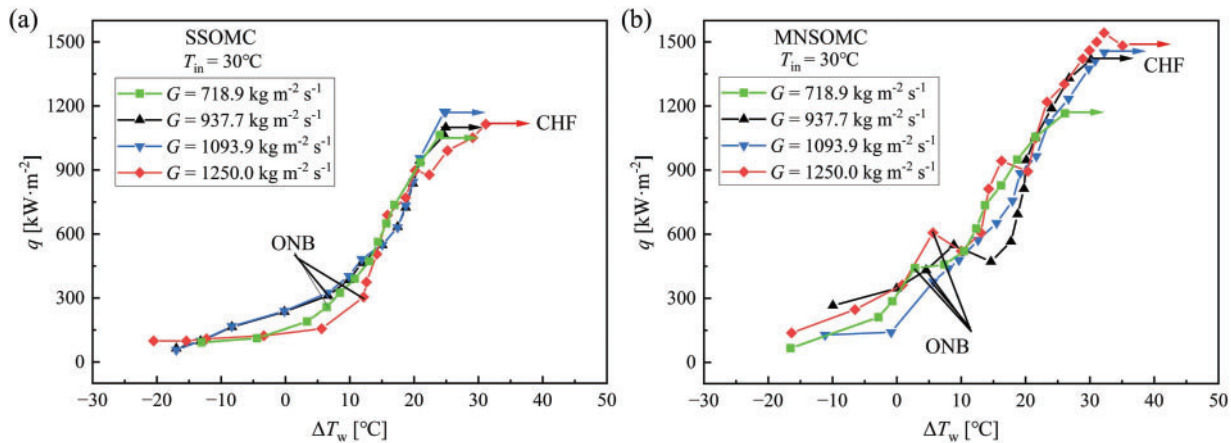 (a)
SSOMC
T_in = 30℃
G = 718.9 kg m⁻² s⁻¹
G = 937.7 kg m⁻² s⁻¹
G = 1093.9 kg m⁻² s⁻¹
G = 1250.0 kg m⁻² s⁻¹
CHF
ONB
q [kW·m⁻²]
1500
1200
900
600
300
0
−30 −20 −10 0 10 20 30 40 50
ΔT_w [℃]
(b)
MNSOMC
T_in = 30℃
G = 718.9 kg m⁻² s⁻¹
G = 937.7 kg m⁻² s⁻¹
G = 1093.9 kg m⁻² s⁻¹
G = 1250.0 kg m⁻² s⁻¹
CHF
ONB
q [kW·m⁻²]
1500
1200
900
600
300
0
−30 −20 −10 0 10 20 30 40 50
ΔT_w [℃]